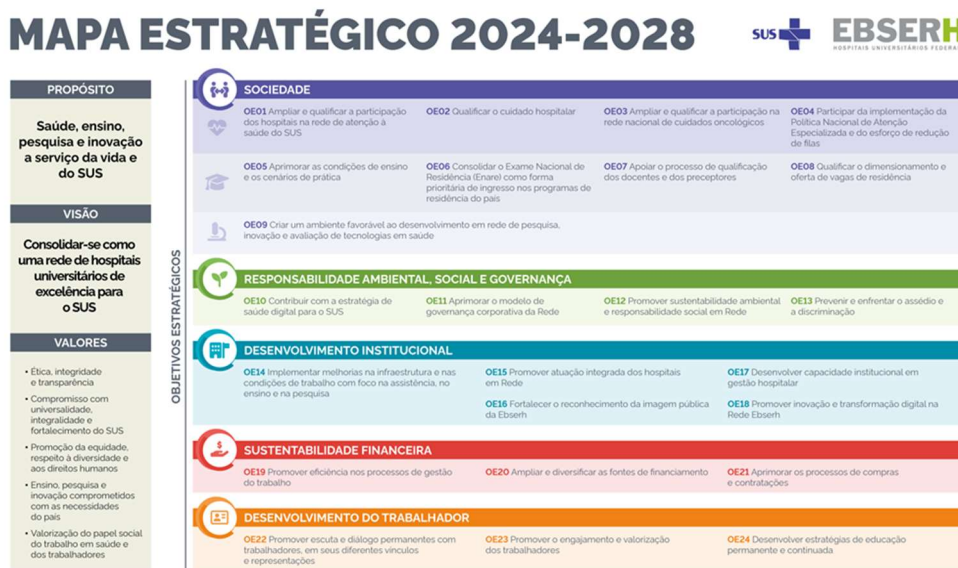 MAPA ESTRATÉGICO 2024-2028
SUS
EBSERH
HOSPITAIS UNIVERSITÁRIOS FEDERA
PROPÓSITO
Saúde, ensino,
pesquisa e inovação
a serviço da vida e
do SUS
VISÃO
Consolidar-se como
uma rede de hospitais
universitários de
excelência para
o SUS
VALORES
• Ética, integridade
e transparência
• Compromisso com
universalidade,
integralidade e
fortalecimento do SUS
• Promoção da equidade,
respeito à diversidade e
aos direitos humanos
• Ensino, pesquisa e
inovação comprometidos
com as necessidades
do país
• Valorização do papel social
do trabalho em saúde e
dos trabalhadores
OBJETIVOS ESTRATÉGICOS
SOCIEDADE
OE01 Ampliar e qualificar a participação
dos hospitais na rede de atenção à
saúde do SUS
OE02 Qualificar o cuidado hospitalar
OE03 Ampliar e qualificar a participação na
rede nacional de cuidados oncológicos
OE04 Participar da implementação da
Política Nacional de Atenção
Especializada e do esforço de redução
de filas
OE05 Aprimorar as condições de ensino
e os cenários de prática
OE06 Consolidar o Exame Nacional de
Residência (Enare) como forma
prioritária de ingresso nos programas de
residência do país
OE07 Apoiar o processo de qualificação
dos docentes e dos preceptores
OE08 Qualificar o dimensionamento e
oferta de vagas de residência
OE09 Criar um ambiente favorável ao desenvolvimento em rede de pesquisa,
inovação e avaliação de tecnologias em saúde
RESPONSABILIDADE AMBIENTAL, SOCIAL E GOVERNANÇA
OE10 Contribuir com a estratégia de
saúde digital para o SUS
OE11 Aprimorar o modelo de
governança corporativa da Rede
OE12 Promover sustentabilidade ambiental
e responsabilidade social em Rede
OE13 Prevenir e enfrentar o assédio e
a discriminação
DESENVOLVIMENTO INSTITUCIONAL
OE14 Implementar melhorias na infraestrutura e nas
condições de trabalho com foco na assistência, no
ensino e na pesquisa
OE15 Promover atuação integrada dos hospitais
em Rede
OE16 Fortalecer o reconhecimento da imagem pública
da Ebserh
OE17 Desenvolver capacidade institucional em
gestão hospitalar
OE18 Promover inovação e transformação digital na
Rede Ebserh
SUSTENTABILIDADE FINANCEIRA
OE19 Promover eficiência nos processos de gestão
do trabalho
OE20 Ampliar e diversificar as fontes de financiamento
OE21 Aprimorar os processos de compras
e contratações
DESENVOLVIMENTO DO TRABALHADOR
OE22 Promover escuta e diálogo permanentes com
trabalhadores, em seus diferentes vínculos
e representações
OE23 Promover o engajamento e valorização
dos trabalhadores
OE24 Desenvolver estratégias de educação
permanente e continuada